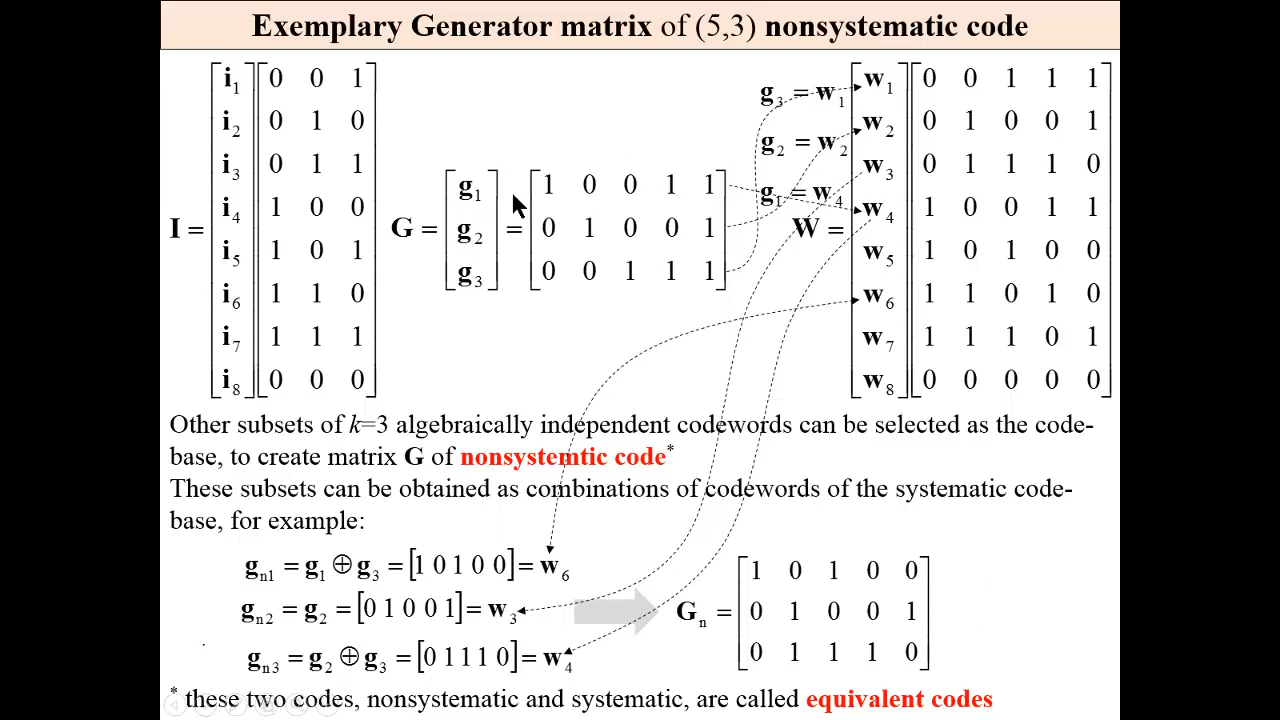 Exemplary Generator matrix of (5,3) nonsystematic code
I = [i1 i2 i3 i4 i5 i6 i7 i8]
0 0 1
0 1 0
0 1 1
1 0 0
1 0 1
1 1 0
1 1 1
0 0 0
G = [g1 g2 g3] =
1 0 0 1 1
0 1 0 0 1
0 0 1 1 1
g3 = w1
g2 = w2
g1 = w4
W = [w1 w2 w3 w4 w5 w6 w7 w8]
0 0 1 1 1
0 1 0 0 1
0 1 1 1 0
1 0 0 1 1
1 0 1 0 0
1 1 0 1 0
1 1 1 0 1
0 0 0 0 0
Other subsets of k=3 algebraically independent codewords can be selected as the code-
base, to create matrix G of nonsystemtic code*
These subsets can be obtained as combinations of codewords of the systematic code-
base, for example:
gn1 = g1 ⊕ g3 = [1 0 1 0 0] = w6
gn2 = g2 = [0 1 0 0 1] = w3
gn3 = g2 ⊕ g3 = [0 1 1 1 0] = w4
Gn =
1 0 1 0 0
0 1 0 0 1
0 1 1 1 0
* these two codes, nonsystematic and systematic, are called equivalent codes